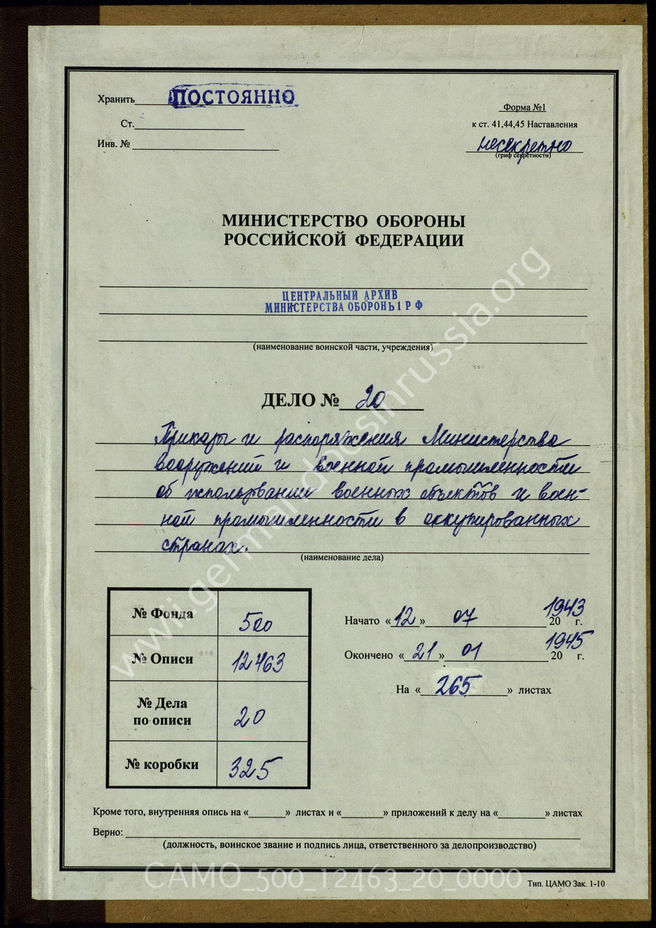 Хранить ПОСТОЯННО
Форма №1
Ст.
к ст. 41,44,45 Наставления
Инв. №
несекретно
(гриф секретности)
МИНИСТЕРСТВО ОБОРОНЫ
РОССИЙСКОЙ ФЕДЕРАЦИИ
ЦЕНТРАЛЬНЫЙ АРХИВ
МИНИСТЕРСТВА ОБОРОНЫ РФ
(наименование воинской части, учреждения)
ДЕЛО № 20
Приказы и распоряжения Министерства
вооружений и военной промышленности
об использовании военных объектов и воен-
ной промышленности в оккупированных
странах.
(наименование дела)
№ Фонда 500
№ Описи 12463
№ Дела
по описи 20
№ коробки 325
Начато «12» 07 1943 20 г.
Окончено «21» 01 1945 20 г.
На «265» листах
Кроме того, внутренняя опись на «      » листах и «      » приложений к делу на «      » листах
Верно:
(должность, воинское звание и подпись лица, ответственного за делопроизводство)
Тип. ЦАМО Зак. 1-10
www.germandocsinrussia.org
CAMO_500_12463_20_0000